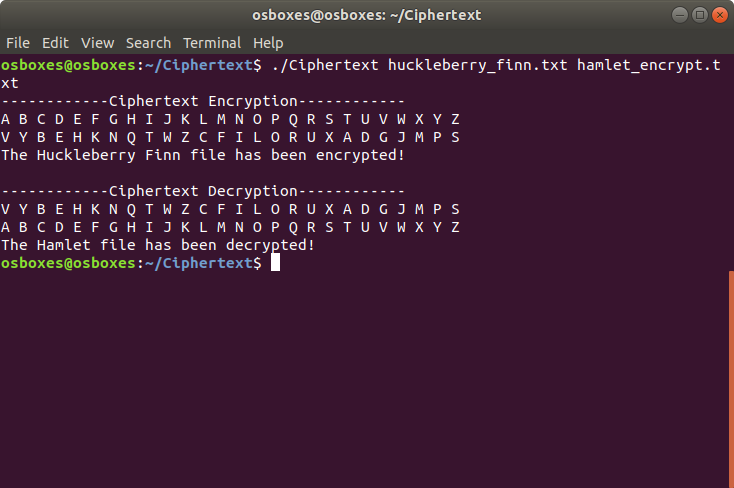 osboxes@osboxes: ~/Ciphertext
File Edit View Search Terminal Help
osboxes@osboxes:~/Ciphertext$ ./Ciphertext huckleberry_finn.txt hamlet_encrypt.t
xt
------------Ciphertext Encryption------------
A B C D E F G H I J K L M N O P Q R S T U V W X Y Z
V Y B E H K N Q T W Z C F I L O R U X A D G J M P S
The Huckleberry Finn file has been encrypted!
------------Ciphertext Decryption------------
V Y B E H K N Q T W Z C F I L O R U X A D G J M P S
A B C D E F G H I J K L M N O P Q R S T U V W X Y Z
The Hamlet file has been decrypted!
osboxes@osboxes:~/Ciphertext$